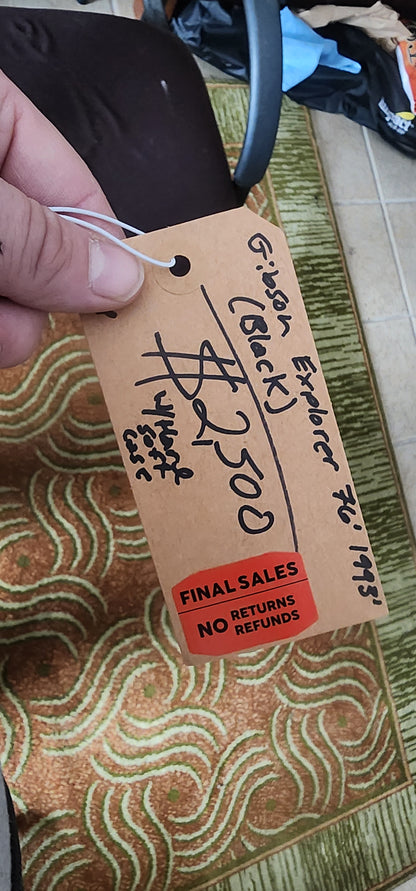 Gibson Explorer 76' 1993'
(Black)
$2,500
w/Hard
Soft
Case
FINAL SALES
NO RETURNS
REFUNDS